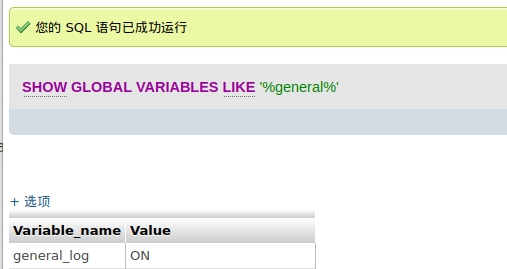 您的 SQL 语句已成功运行
SHOW GLOBAL VARIABLES LIKE '%general%'
+ 选项
Variable_name Value
general_log ON